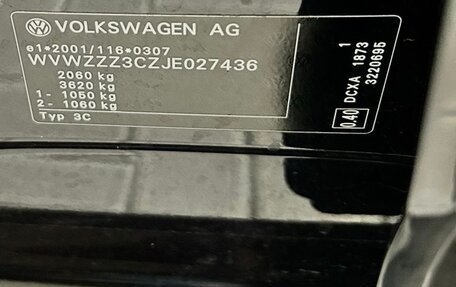 VOLKSWAGEN AG
e1*2001/116*0307
WVWZZZ3CZJE027436
2060 kg
3620 kg
1- 1050 kg
2- 1060 kg
Typ 3C
0.40 DCXA 1873 1
3220695